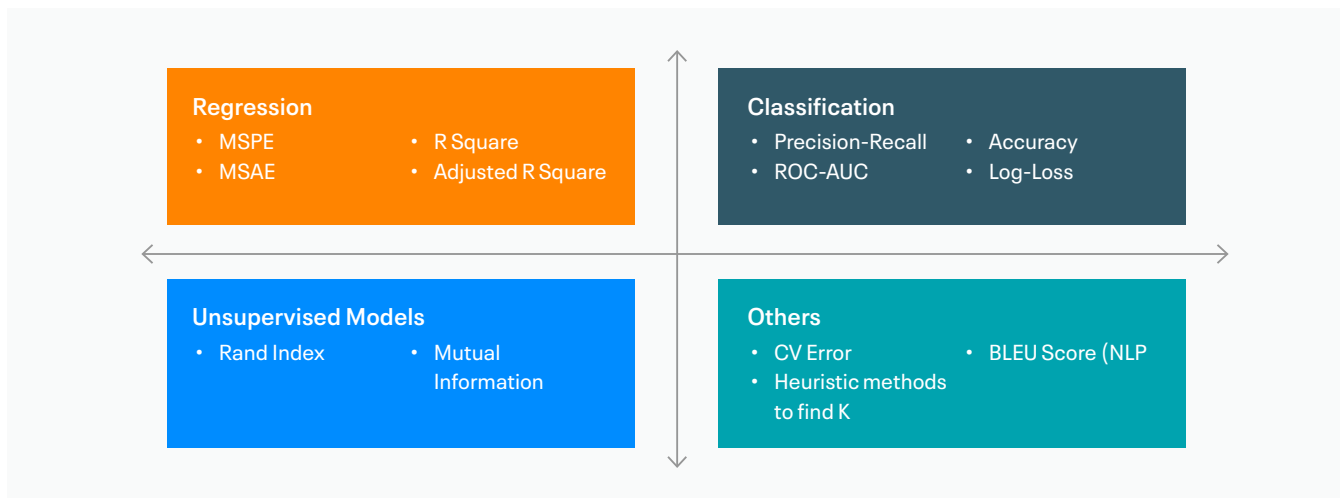 Regression
• MSPE
• MSAE
• R Square
• Adjusted R Square
Classification
• Precision-Recall
• ROC-AUC
• Accuracy
• Log-Loss
Unsupervised Models
• Rand Index
• Mutual
Information
Others
• CV Error
• Heuristic methods
to find K
• BLEU Score (NLP